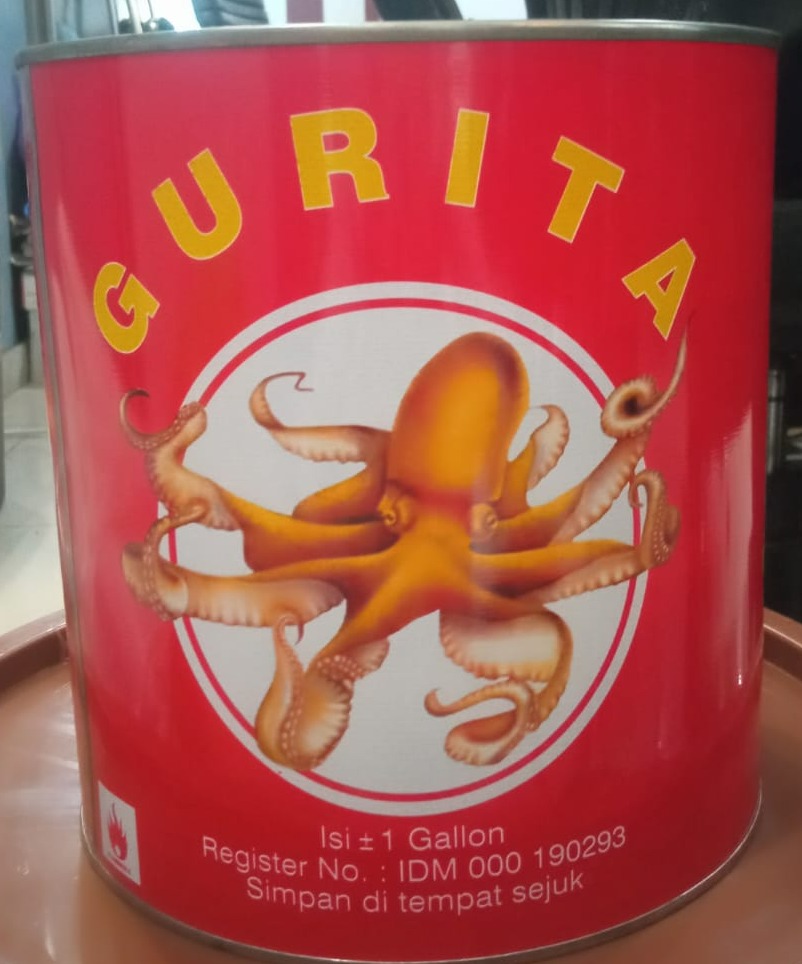 GURITA
Isi ± 1 Gallon
Register No. : IDM 000 190293
Simpan di tempat sejuk